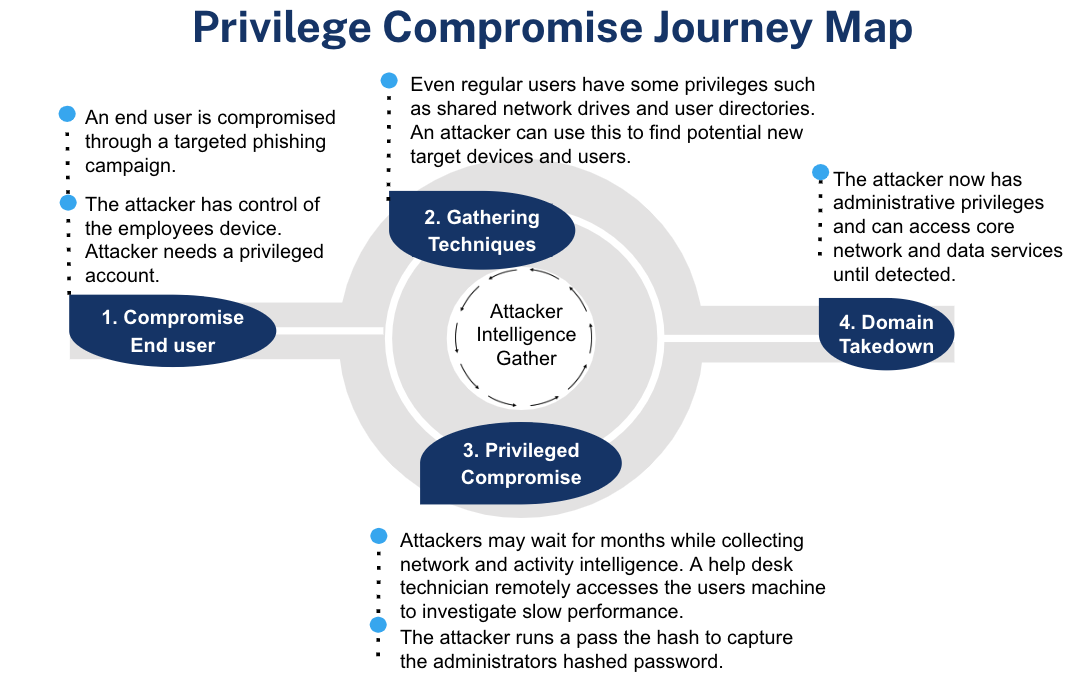 Privilege Compromise Journey Map
An end user is compromised
through a targeted phishing
campaign.
The attacker has control of
the employees device.
Attacker needs a privileged
account.
1. Compromise
End user
Even regular users have some privileges such
as shared network drives and user directories.
An attacker can use this to find potential new
target devices and users.
2. Gathering
Techniques
Attacker
Intelligence
Gather
3. Privileged
Compromise
Attackers may wait for months while collecting
network and activity intelligence. A help desk
technician remotely accesses the users machine
to investigate slow performance.
The attacker runs a pass the hash to capture
the administrators hashed password.
The attacker now has
administrative privileges
and can access core
network and data services
until detected.
4. Domain
Takedown